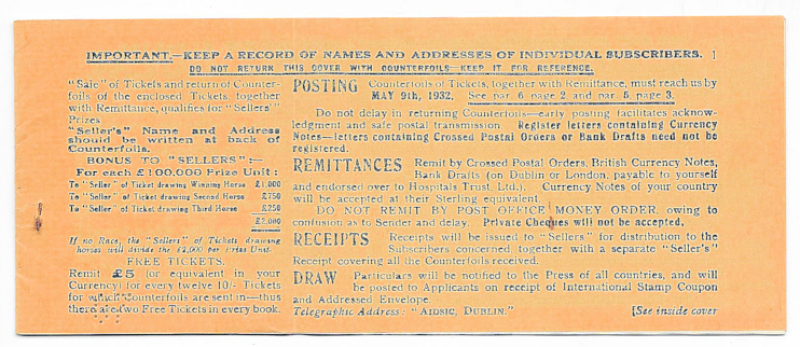 IMPORTANT.—KEEP A RECORD OF NAMES AND ADDRESSES OF INDIVIDUAL SUBSCRIBERS. 1
DO NOT RETURN THIS COVER WITH COUNTERFOILS—KEEP IT FOR REFERENCE.
"Sale" of Tickets and return of Counter-
foils of the enclosed Tickets together
with Remittance, qualifies for "Sellers'"
Prizes
"Seller's" Name and Address
should be written at back of
Counterfoils.
BONUS TO "SELLERS":—
For each £100,000 Prize Unit:
To "Seller" of Ticket drawing Winning Horse £1,000
To "Seller" of Ticket drawing Second Horse £750
To "Seller" of Ticket drawing Third Horse £250
£2,000
If no Race, the "Sellers" of Tickets drawing
horses will divide the £2,000 per Prize Unit.
FREE TICKETS.
Remit £5 (or equivalent in your
Currency) for every twelve 10/- Tickets
for which Counterfoils are sent in—thus
there are two Free Tickets in every book.
POSTING Counterfoils of Tickets, together with Remittance, must reach us by
MAY 9th, 1932. See par. 6 page 2 and par. 5, page 3.
Do not delay in returning Counterfoils—early posting facilitates acknow-
ledgment and safe postal transmission. Register letters containing Currency
Notes—letters containing Crossed Postal Orders or Bank Drafts need not be
registered.
REMITTANCES Remit by Crossed Postal Orders, British Currency Notes,
Bank Drafts (on Dublin or London, payable to yourself
and endorsed over to Hospitals Trust, Ltd.). Currency Notes of your country
will be accepted at their Sterling equivalent.
DO NOT REMIT BY POST OFFICE MONEY ORDER, owing to
confusion as to Sender and delay. Private Cheques will not be accepted.
RECEIPTS Receipts will be issued to "Sellers" for distribution to the
Subscribers concerned, together with a separate "Seller's"
Receipt covering all the Counterfoils received.
DRAW Particulars will be notified to the Press of all countries, and will
be posted to Applicants on receipt of International Stamp Coupon
and Addressed Envelope.
Telegraphic Address: "AIDSIC, DUBLIN." [See inside cover